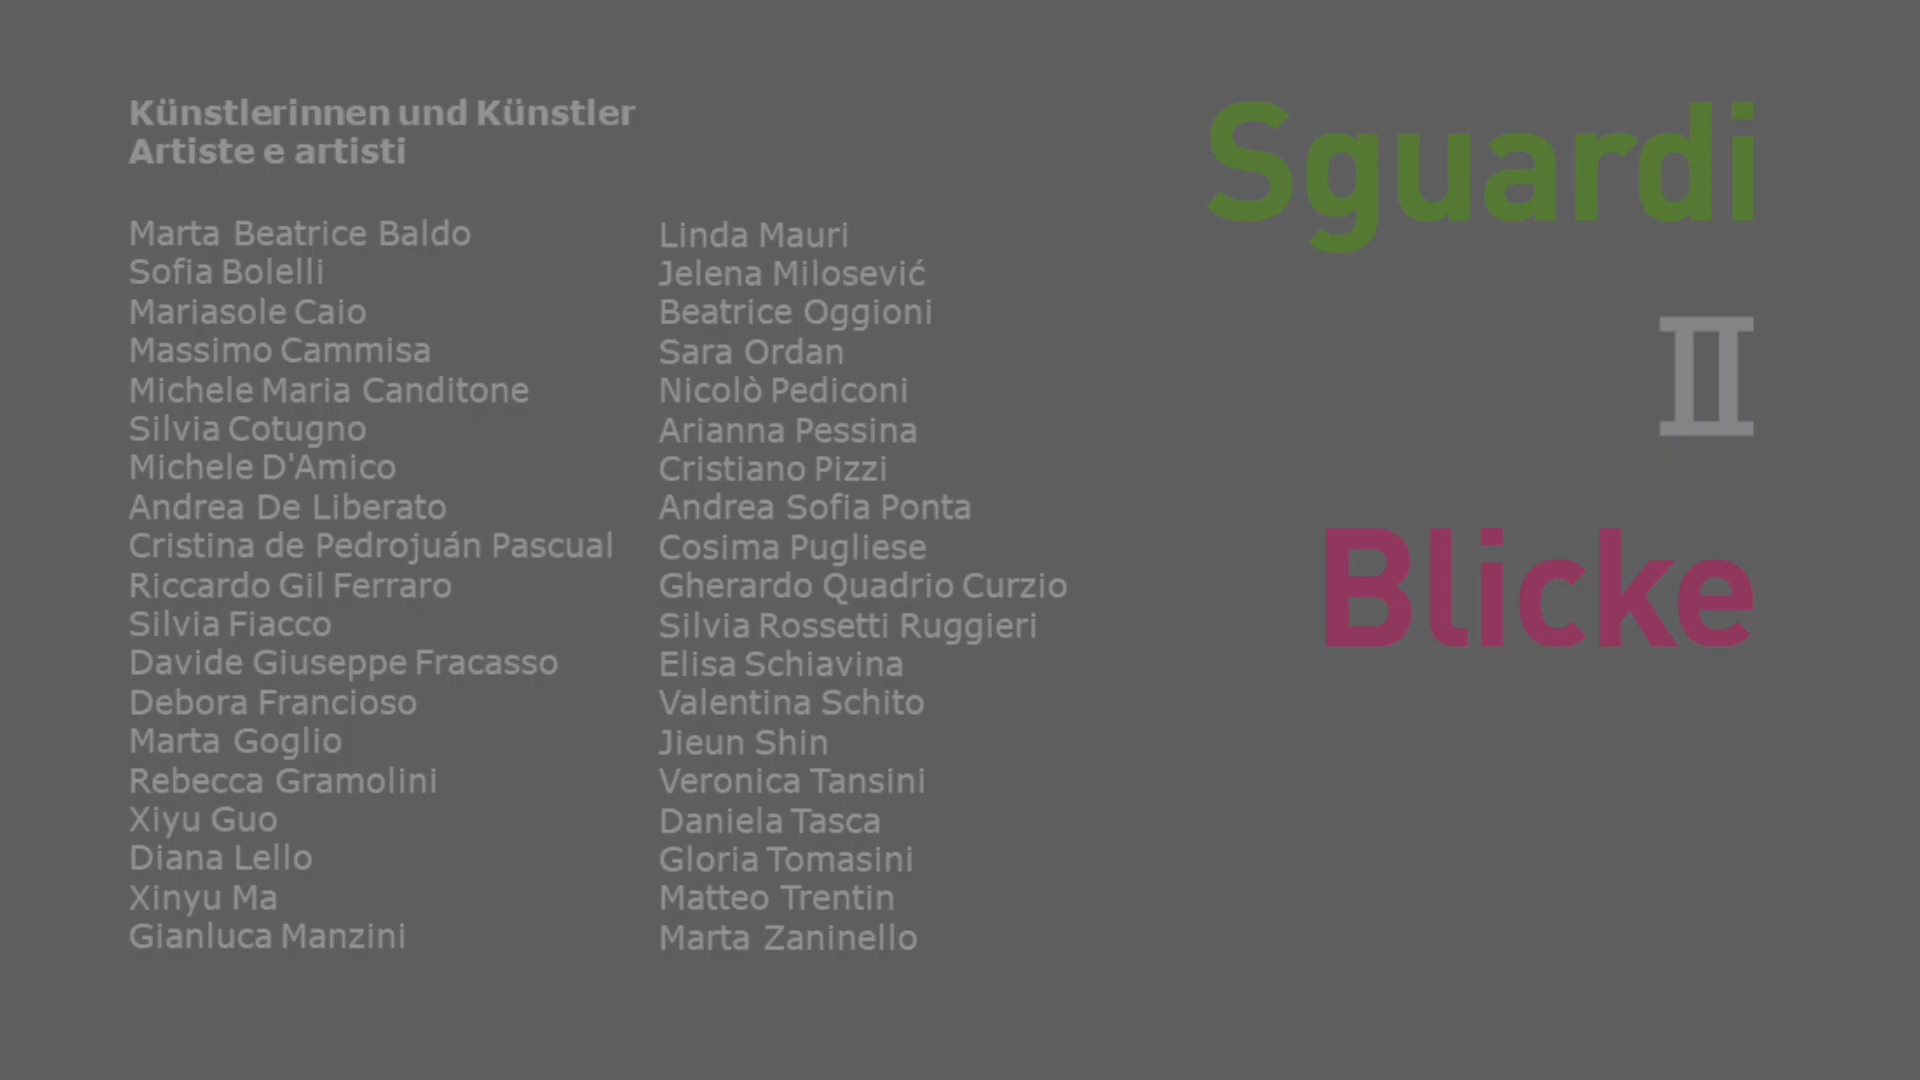 Künstlerinnen und Künstler
Artiste e artisti
Marta Beatrice Baldo
Sofia Bolelli
Mariasole Caio
Massimo Cammisa
Michele Maria Canditone
Silvia Cotugno
Michele D'Amico
Andrea De Liberato
Cristina de Pedrojuán Pascual
Riccardo Gil Ferraro
Silvia Fiacco
Davide Giuseppe Fracasso
Debora Francioso
Marta Goglio
Rebecca Gramolini
Xiyu Guo
Diana Lello
Xinyu Ma
Gianluca Manzini
Linda Mauri
Jelena Milosević
Beatrice Oggioni
Sara Ordan
Nicolò Pediconi
Arianna Pessina
Cristiano Pizzi
Andrea Sofia Ponta
Cosima Pugliese
Gherardo Quadrio Curzio
Silvia Rossetti Ruggieri
Elisa Schiavina
Valentina Schito
Jieun Shin
Veronica Tansini
Daniela Tasca
Gloria Tomasini
Matteo Trentin
Marta Zaninello
Sguardi
II
Blicke